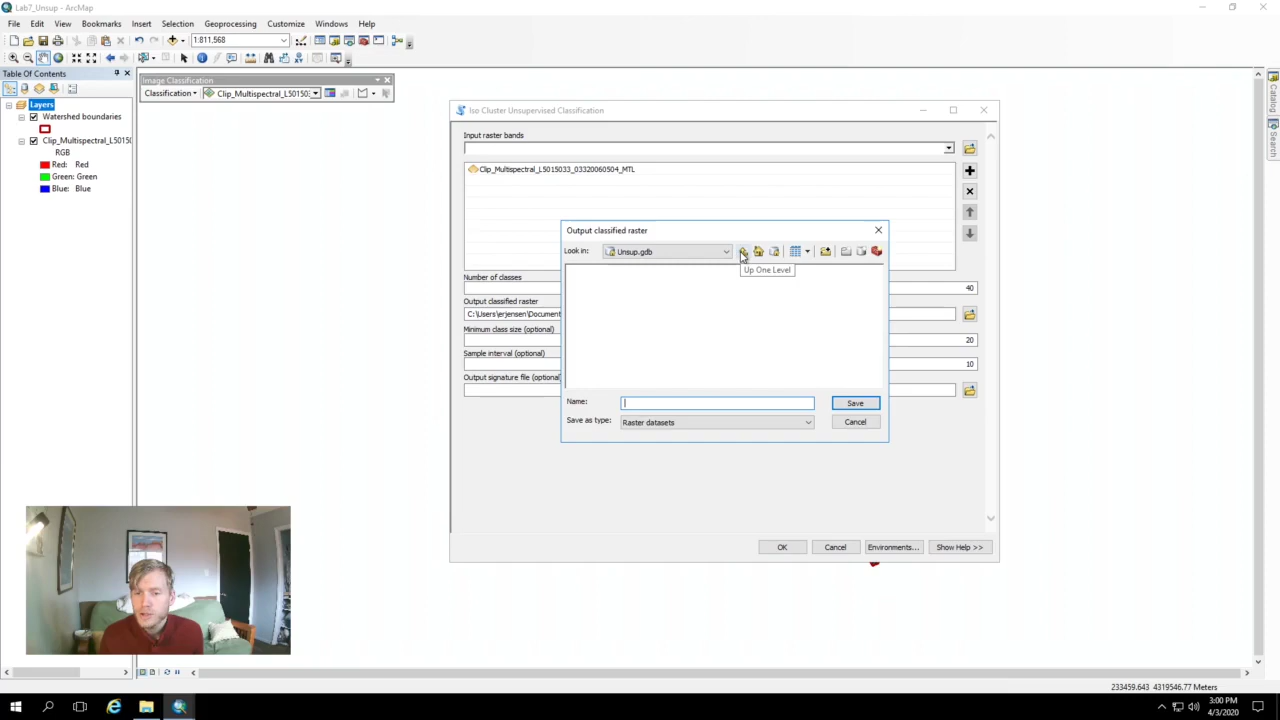 Lab7_Unsup - ArcMap
File Edit View Bookmarks Insert Selection Geoprocessing Customize Windows Help
1:811,568
Table Of Contents
Image Classification
Classification
Clip_Multispectral_L50150
Layers
Watershed boundaries
Clip_Multispectral_L50150
RGB
Red: Red
Green: Green
Blue: Blue
Iso Cluster Unsupervised Classification
Input raster bands
Clip_Multispectral_L5015033_03320060504_MTL
Output classified raster
Look in: Unsup.gdb
Up One Level
Number of classes
40
Output classified raster
C:\Users\erjensen\Document
Minimum class size (optional)
20
Sample interval (optional)
10
Output signature file (optional)
Name:
Save
Save as type: Raster datasets
Cancel
OK Cancel Environments... Show Help >>
Catalog
Search
233459.643 4319546.77 Meters
3:00 PM
4/3/2020